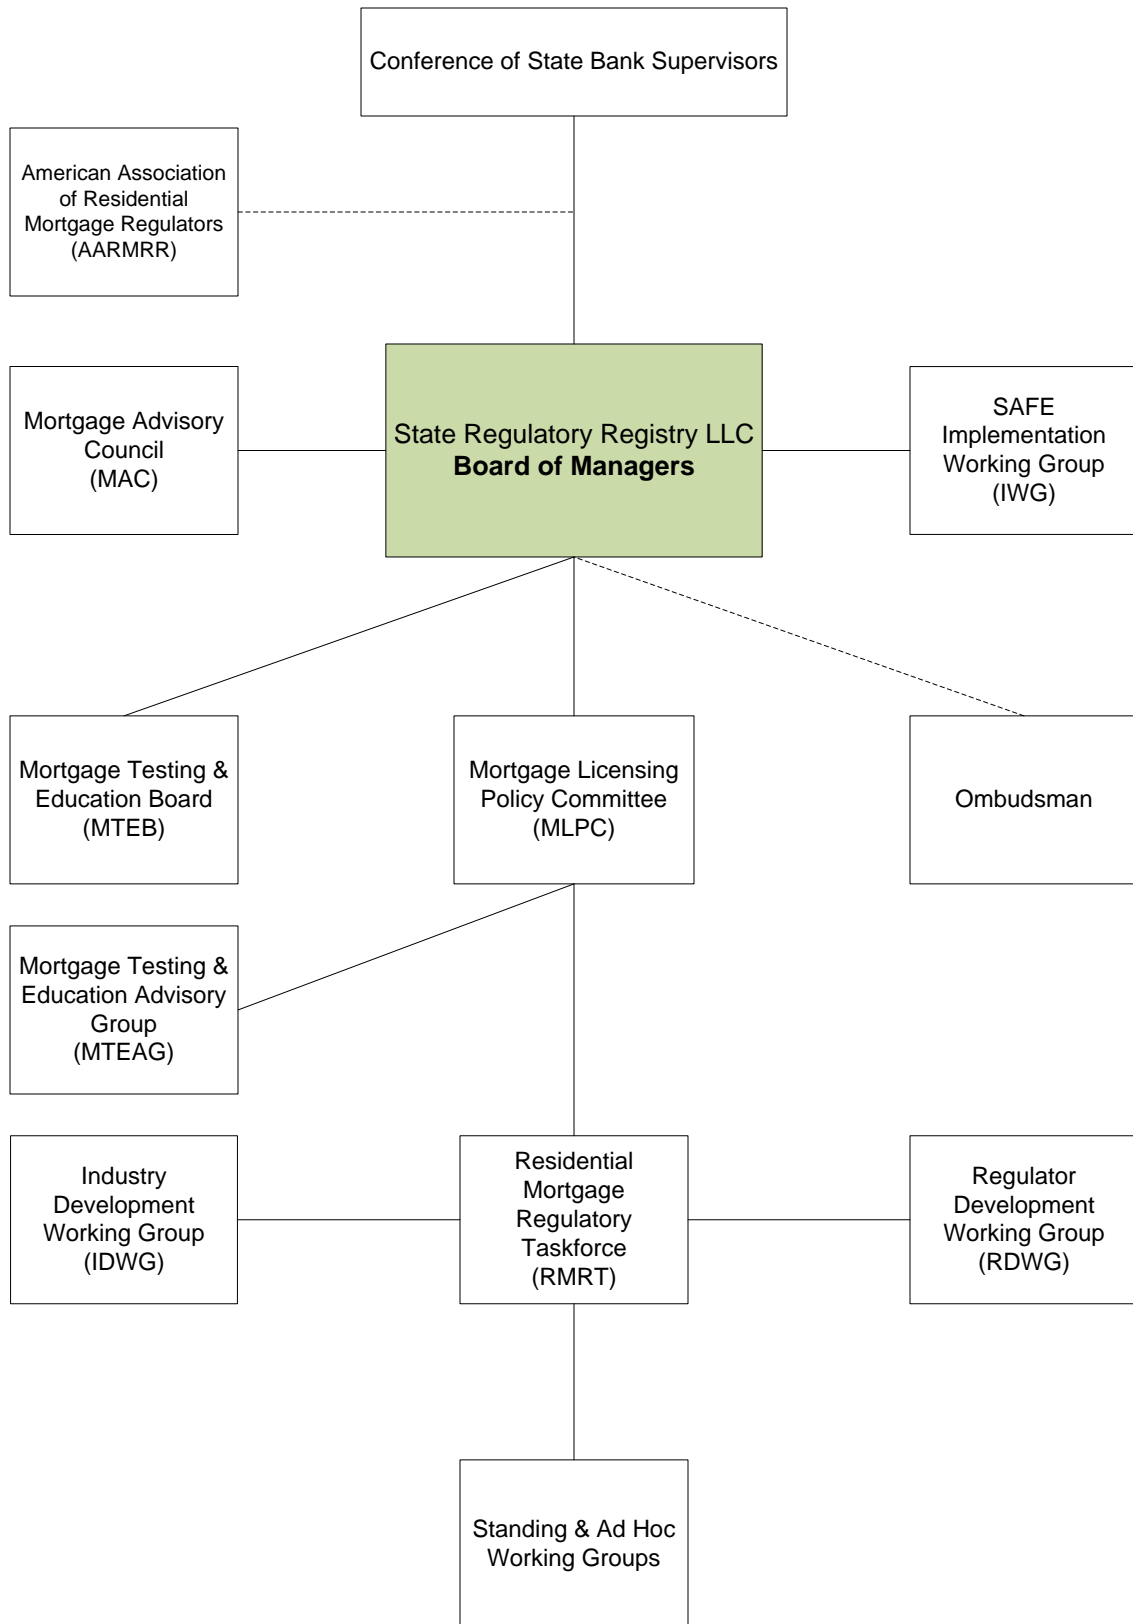 Conference of State Bank Supervisors
American Association
of Residential
Mortgage Regulators
(AARMRR)
Mortgage Advisory
Council
(MAC)
State Regulatory Registry LLC
Board of Managers
SAFE
Implementation
Working Group
(IWG)
Mortgage Testing &
Education Board
(MTEB)
Mortgage Licensing
Policy Committee
(MLPC)
Ombudsman
Mortgage Testing &
Education Advisory
Group
(MTEAG)
Industry
Development
Working Group
(IDWG)
Residential
Mortgage
Regulatory
Taskforce
(RMRT)
Regulator
Development
Working Group
(RDWG)
Standing & Ad Hoc
Working Groups